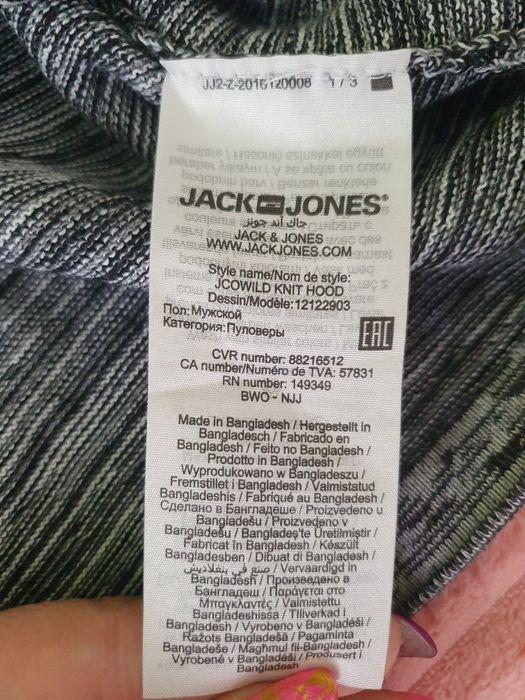 JJ2-Z-2016120008 1 / 3
JACK JONES®
جاك أند جونز
JACK & JONES
WWW.JACKJONES.COM
Style name/Nom de style:
JCOWILD KNIT HOOD
Dessin/Modèle:12122903
Пол: Мужской
Категория: Пуловеры
EAC
CVR number: 88216512
CA number/Numéro de TVA: 57831
RN number: 149349
BWO - NJJ
Made in Bangladesh / Hergestellt in
Bangladesch / Fabricado en
Bangladesh / Feito no Bangladesh /
Prodotto in Bangladesh /
Wyprodukowano w Bangladeszu /
Fremstillet i Bangladesh / Valmistatud
Bangladeshis / Fabriqué au Bangladesh /
Сделано в Бангладеше / Proizvedeno u
Bangladešu / Proizvedeno v
Bangladešu / Bangladeş'te Üretilmiştir /
Fabricat în Bangladesh / Készült
Bangladesben / Dibuat di Bangladesh /
صنع في بنغلاديش / Vervaardigd in
Bangladesh / Произведено в
Бангладеш / Παράγεται στο
Μπαγκλαντές / Valmistettu
Bangladeshissa / Tillverkad i
Bangladesh / Vyrobeno v Bangladéši /
Ražots Bangladešā / Pagaminta
Bangladeše / Maghmul fil-Bangladesh /
Vyrobené v Bangladéši / Produsert i
Bangladesh